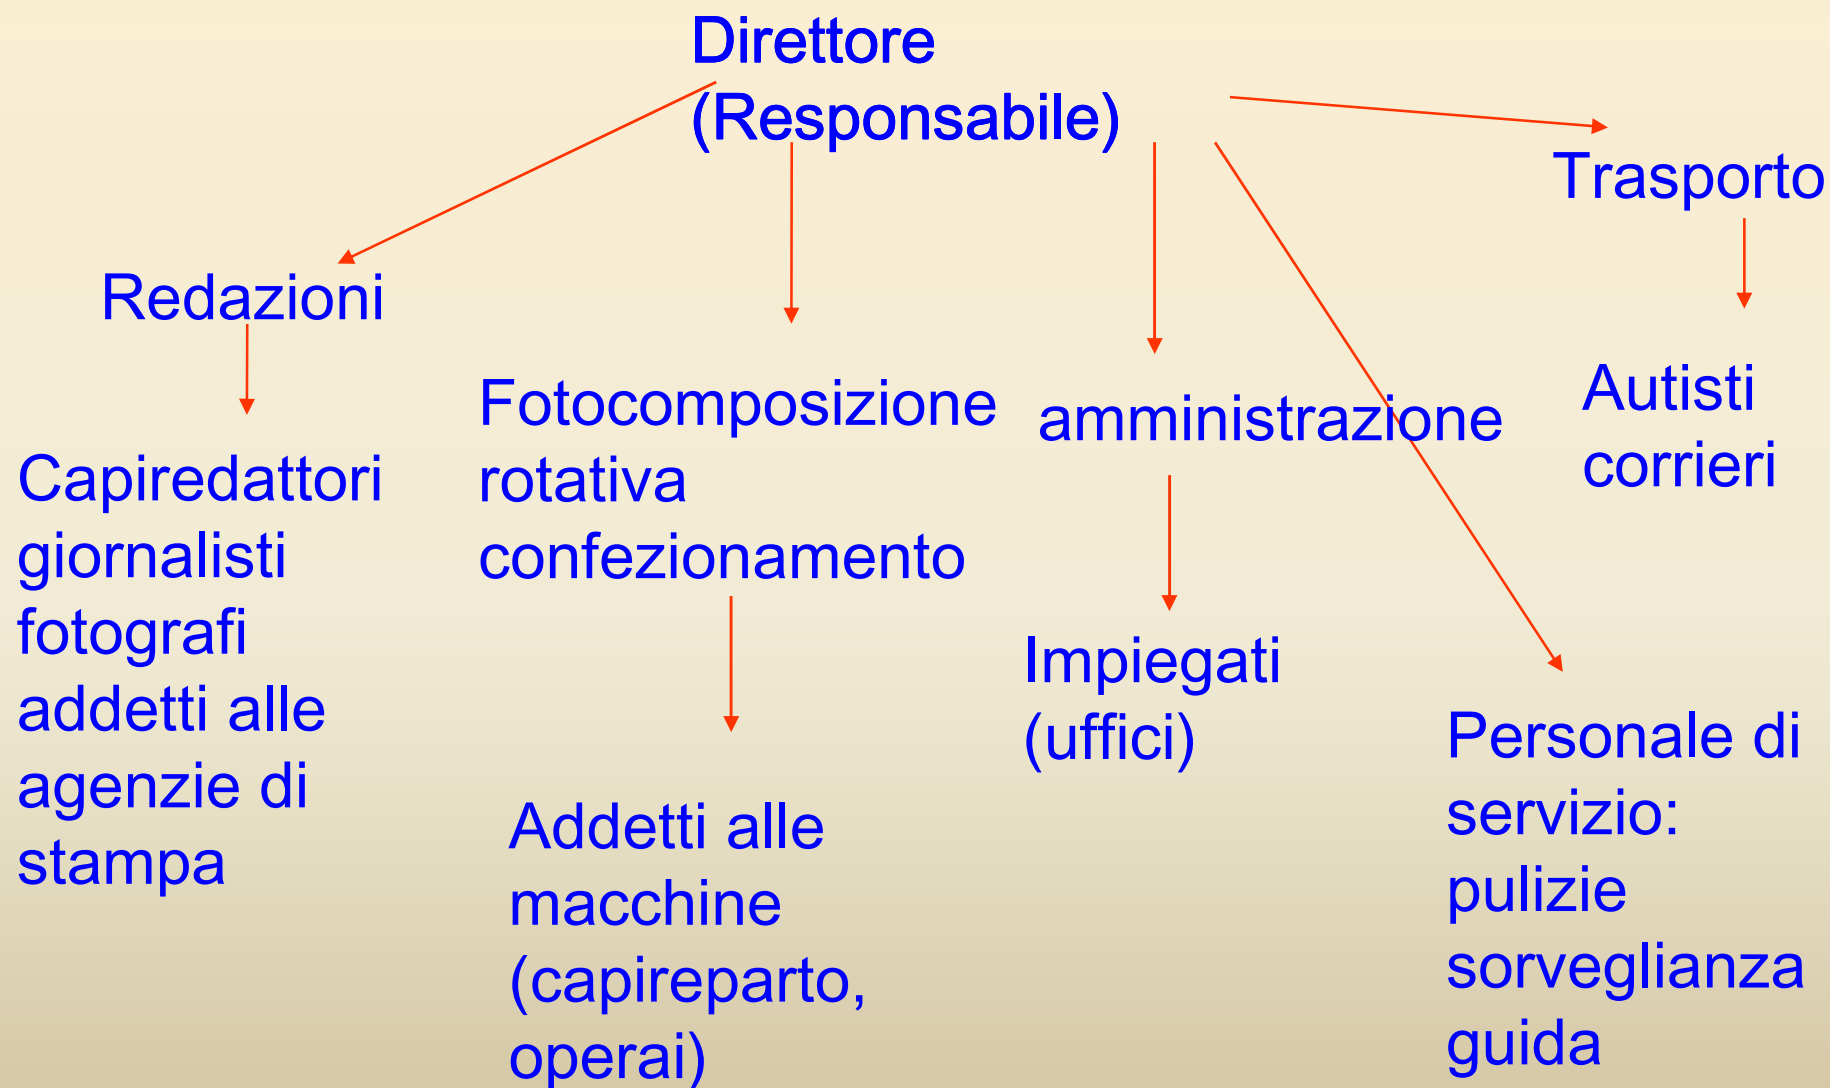 Direttore
(Responsabile)
Trasporto
Redazioni
Autisti
corrieri
Fotocomposizione
rotativa
confezionamento
amministrazione
Capiredattori
giornalisti
fotografi
addetti alle
agenzie di
stampa
Impiegati
(uffici)
Addetti alle
macchine
(capireparto,
operai)
Personale di
servizio:
pulizie
sorveglianza
guida